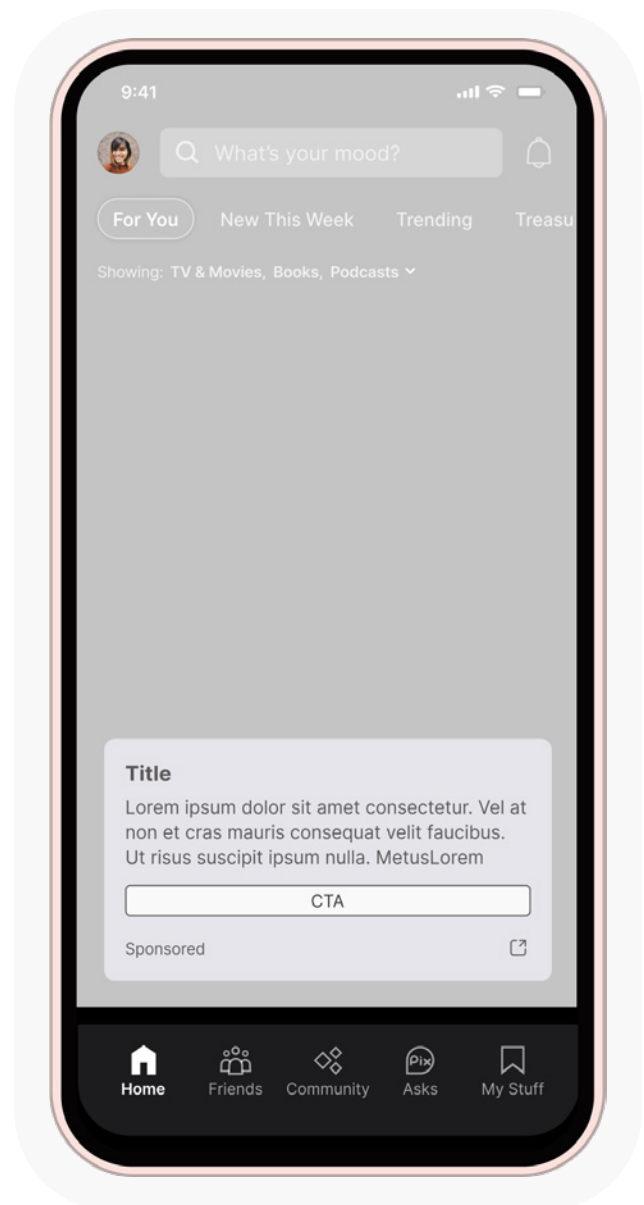 9:41
What's your mood?
For You New This Week Trending Treasu
Showing: TV & Movies, Books, Podcasts
Title
Lorem ipsum dolor sit amet consectetur. Vel at
non et cras mauris consequat velit faucibus.
Ut risus suscipit ipsum nulla. MetusLorem
CTA
Sponsored
Pix
Home Friends Community Asks My Stuff